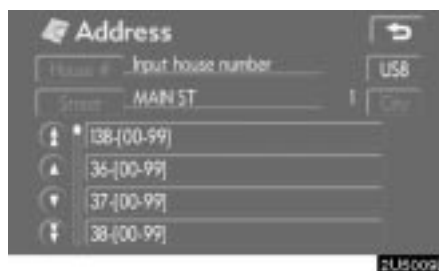 Address
House # Input house number US8
Street MAIN ST 1 City
138-[00-99]
36-[00-99]
37-[00-99]
38-[00-99]
2U5009